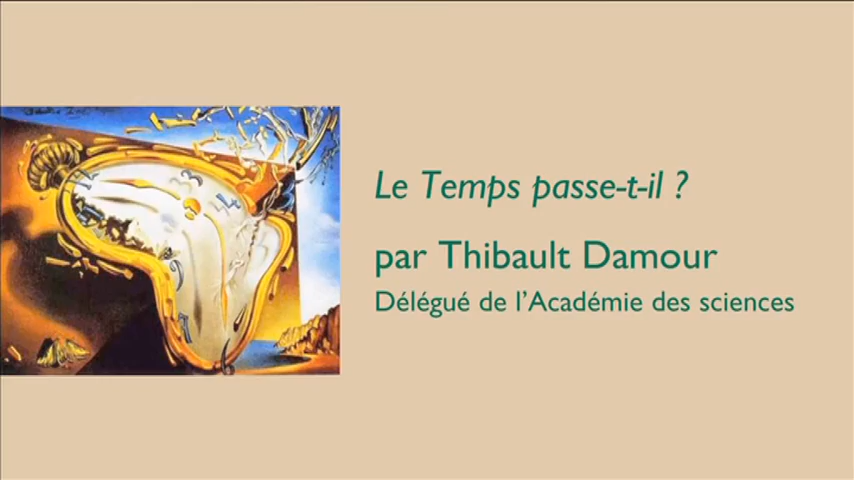 Le Temps passe-t-il ?
par Thibault Damour
Délégué de l’Académie des sciences